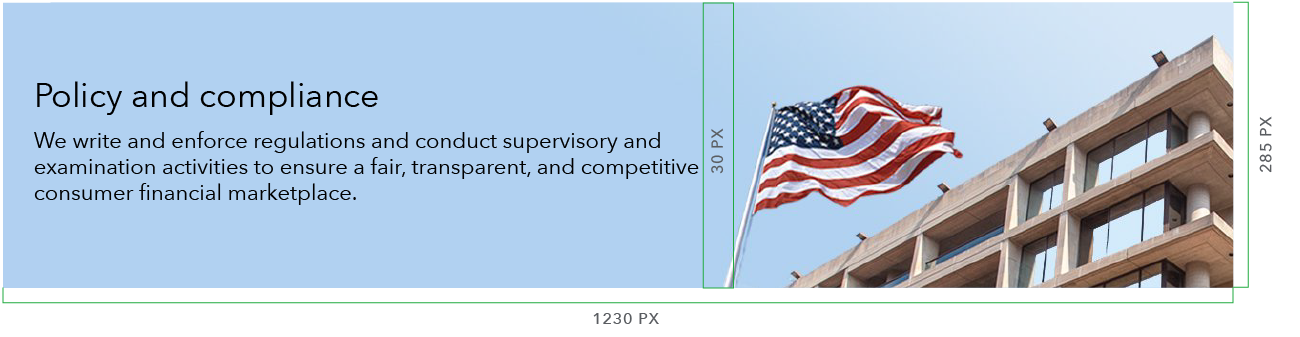 Policy and compliance
We write and enforce regulations and conduct supervisory and
examination activities to ensure a fair, transparent, and competitive
consumer financial marketplace.
30 PX
285 PX
1230 PX